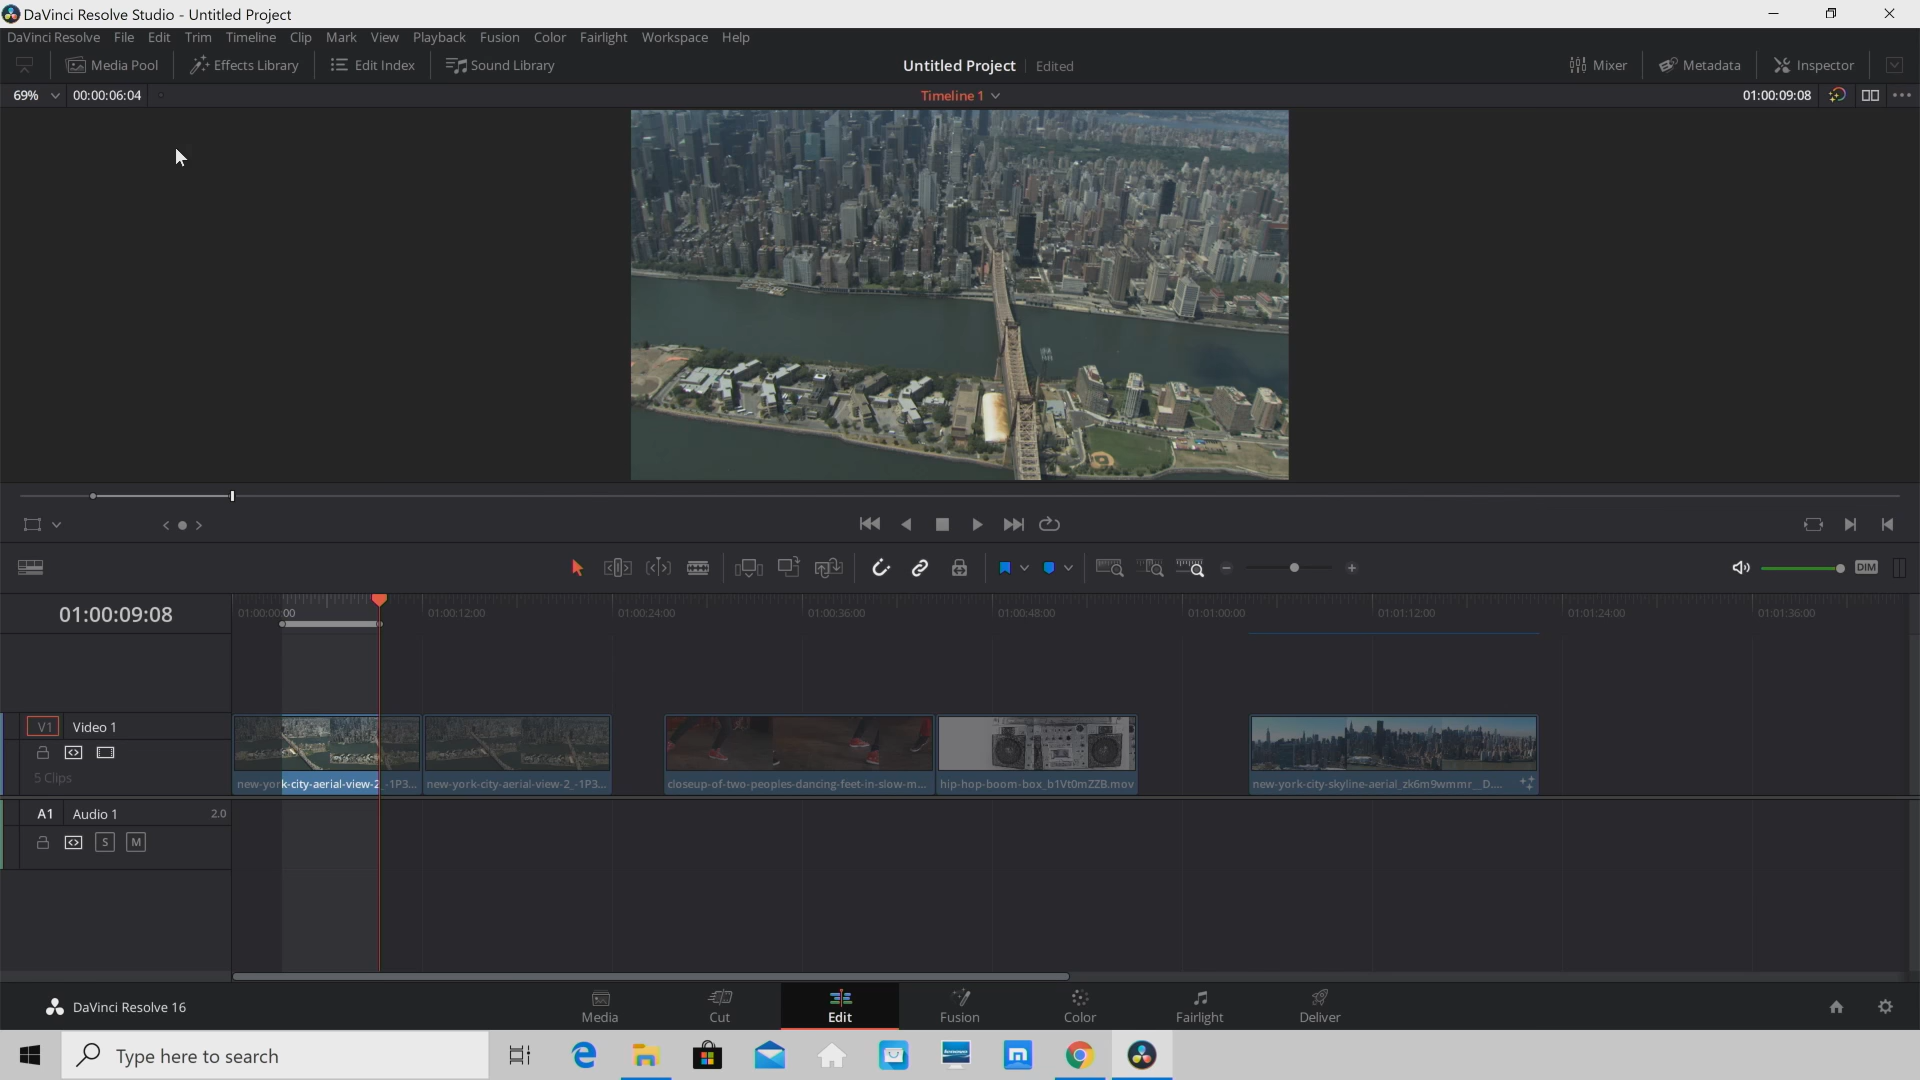 DaVinci Resolve Studio - Untitled Project
DaVinci Resolve File Edit Trim Timeline Clip Mark View Playback Fusion Color Fairlight Workspace Help
Media Pool Effects Library Edit Index Sound Library Untitled Project Edited Mixer Metadata Inspector
69% 00:00:06:04 Timeline 1 01:00:09:08
DIM
01:00:09:08 01:00:00:00 01:00:12:00 01:00:24:00 01:00:36:00 01:00:48:00 01:01:00:00 01:01:12:00 01:01:24:00 01:01:36:00
V1 Video 1
5 Clips
new-york-city-aerial-view-2_-1P3... new-york-city-aerial-view-2_-1P3... closeup-of-two-peoples-dancing-feet-in-slow-m... hip-hop-boom-box_b1Vt0mZZB.mov new-york-city-skyline-aerial_zk6m9wmmr__D....
A1 Audio 1 2.0
S M
DaVinci Resolve 16 Media Cut Edit Fusion Color Fairlight Deliver
Type here to search